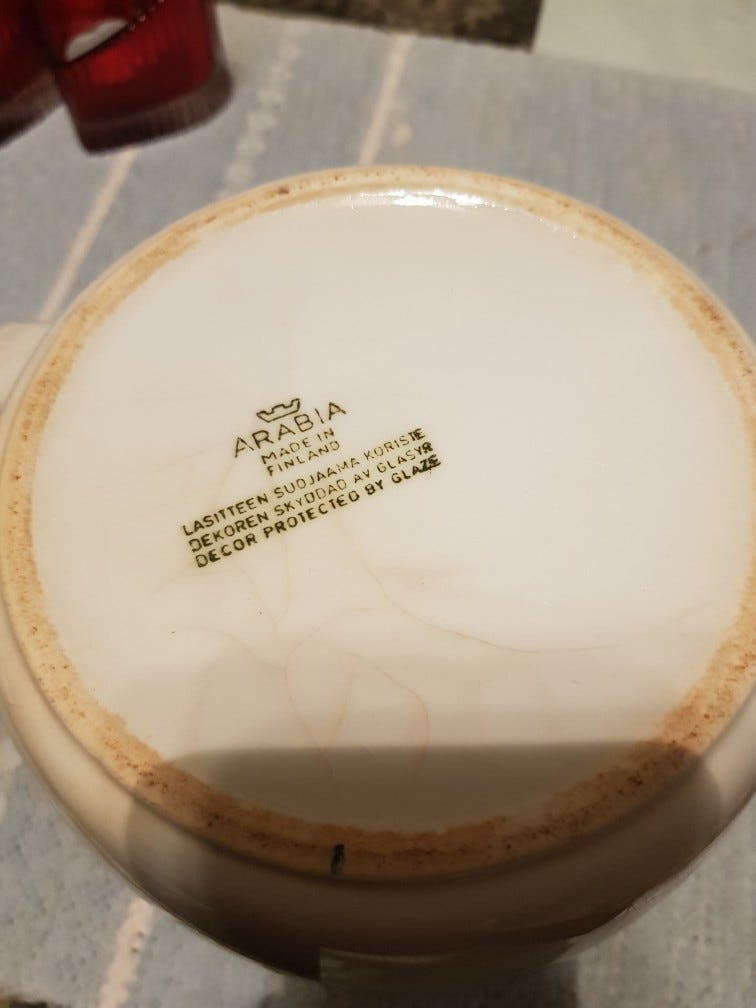 ARABIA
MADE IN
FINLAND
LASITTEEN SUOJAAMA KORISTE
DEKOREN SKYDDAD AV GLASYR
DECOR PROTECTED BY GLAZE